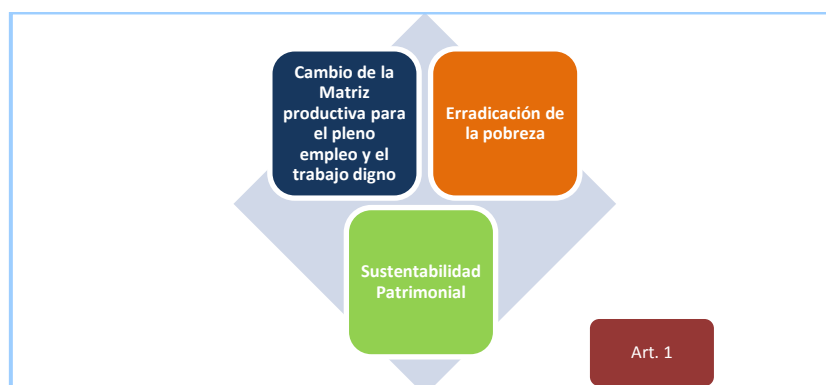 Cambio de la
Matriz
productiva para
el pleno
empleo y el
trabajo digno
Erradicación de
la pobreza
Sustentabilidad
Patrimonial
Art. 1